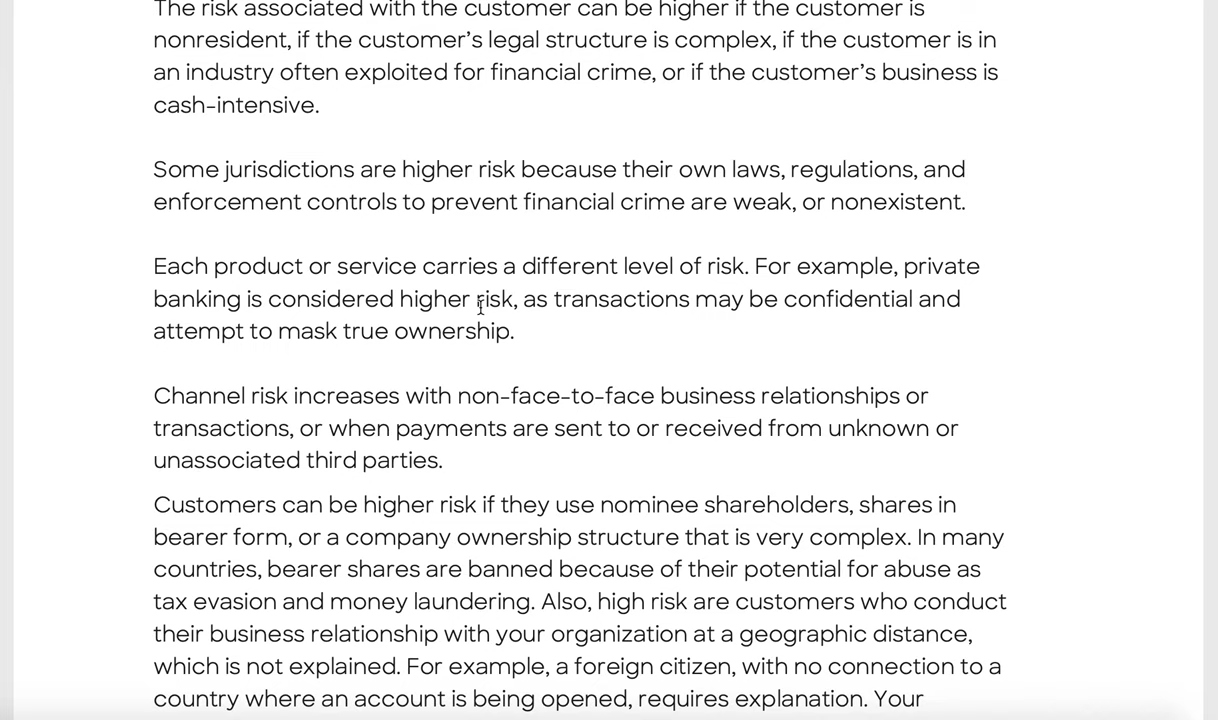 The risk associated with the customer can be higher if the customer is
nonresident, if the customer’s legal structure is complex, if the customer is in
an industry often exploited for financial crime, or if the customer’s business is
cash-intensive.
Some jurisdictions are higher risk because their own laws, regulations, and
enforcement controls to prevent financial crime are weak, or nonexistent.
Each product or service carries a different level of risk. For example, private
banking is considered higher risk, as transactions may be confidential and
attempt to mask true ownership.
Channel risk increases with non-face-to-face business relationships or
transactions, or when payments are sent to or received from unknown or
unassociated third parties.
Customers can be higher risk if they use nominee shareholders, shares in
bearer form, or a company ownership structure that is very complex. In many
countries, bearer shares are banned because of their potential for abuse as
tax evasion and money laundering. Also, high risk are customers who conduct
their business relationship with your organization at a geographic distance,
which is not explained. For example, a foreign citizen, with no connection to a
country where an account is being opened, requires explanation. Your